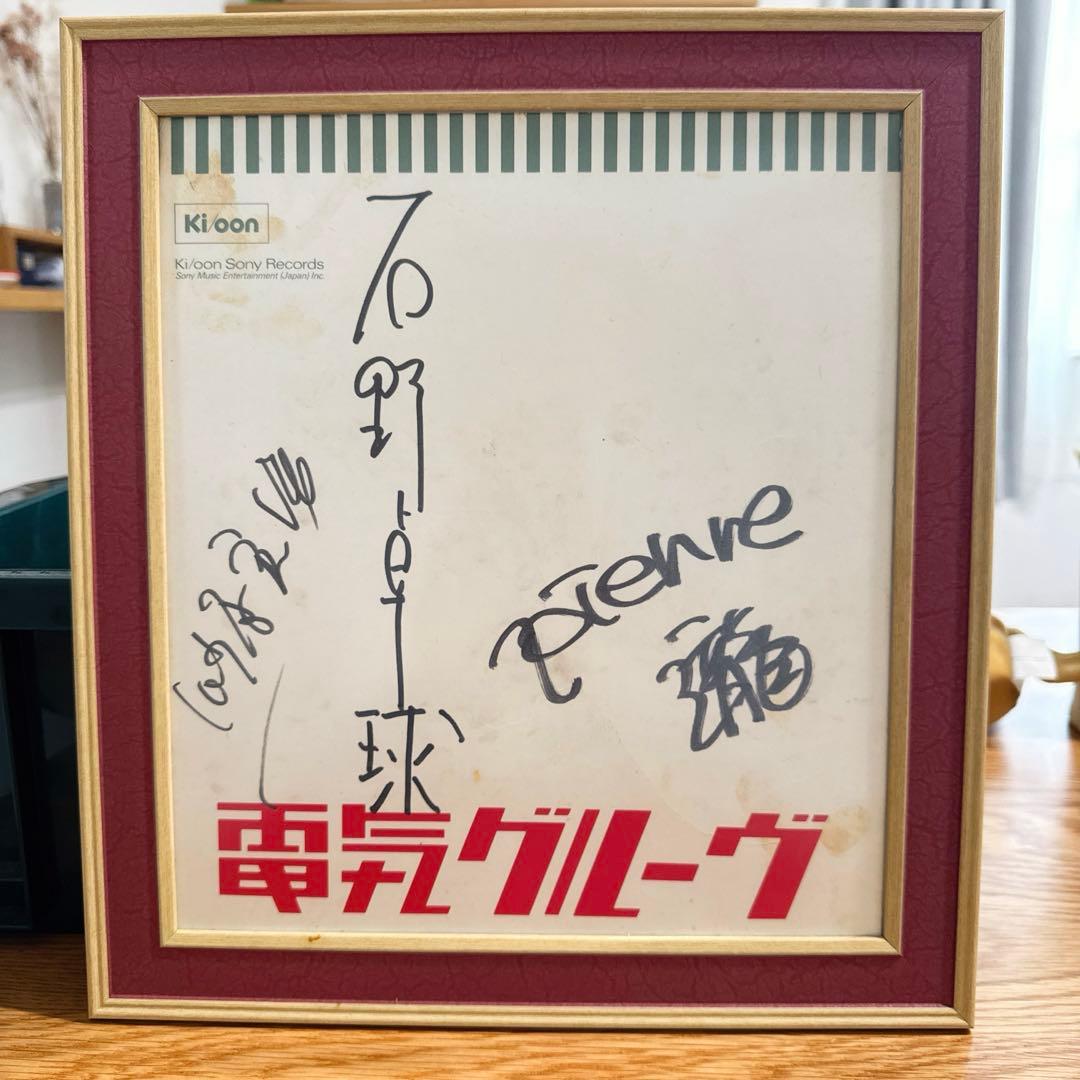 Ki/oon
Ki/oon Sony Records
Sony Music Entertainment (Japan) Inc.
石野卓球
Pierre
瀧
電気グルーヴ